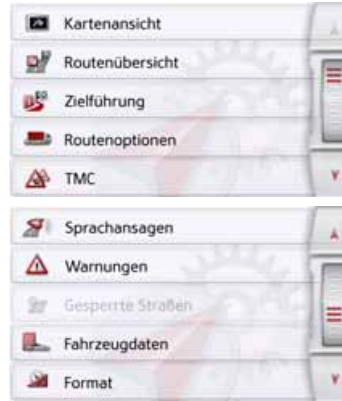 Kartenansicht
Routenübersicht
Zielführung
Routenoptionen
TMC
Sprachansagen
Warnungen
Gesperrte Straßen
Fahrzeugdaten
Format